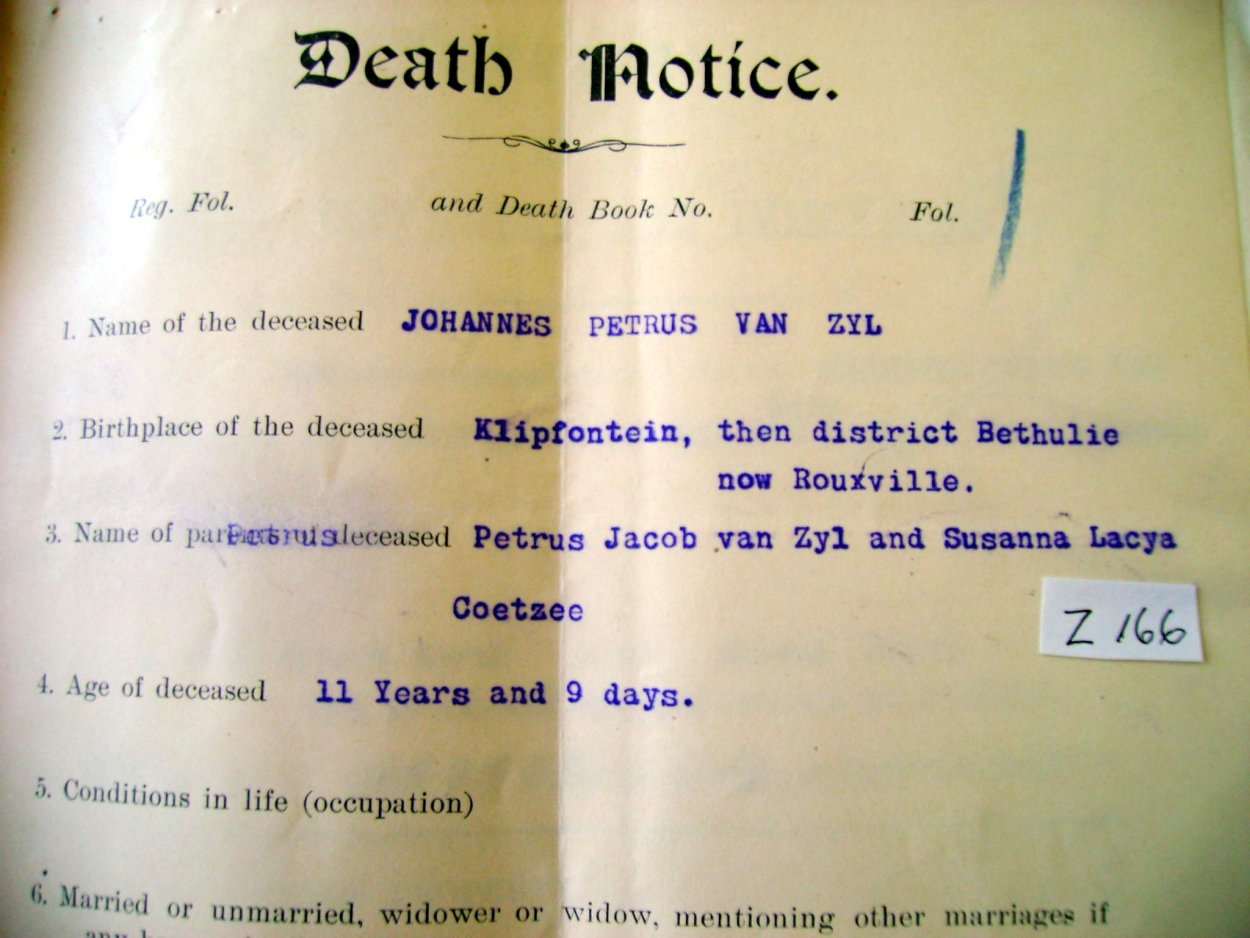 Death Notice.
Reg. Fol. and Death Book No. Fol.
1. Name of the deceased JOHANNES PETRUS VAN ZYL
2. Birthplace of the deceased Klipfontein, then district Bethulie
now Rouxville.
3. Name of Petrus deceased Petrus Jacob van Zyl and Susanna Lacya
Coetzee
Z 166
4. Age of deceased 11 Years and 9 days.
5. Conditions in life (occupation)
6. Married or unmarried, widower or widow, mentioning other marriages if